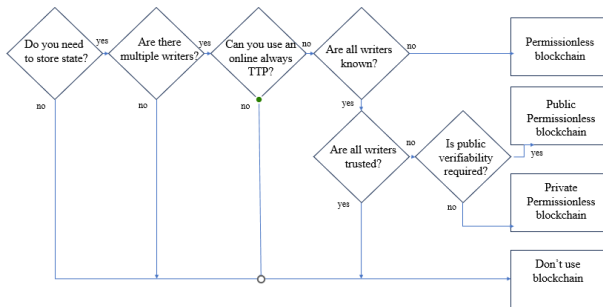 Do you need
to store state?
yes
no
Are there
multiple writers?
yes
no
Can you use an
online always
TTP?
no
no
Are all writers
known?
no
yes
Are all writers
trusted?
no
yes
Is public
verifiability
required?
yes
no
Permissionless
blockchain
Public
Permissionless
blockchain
Private
Permissionless
blockchain
Don't use
blockchain